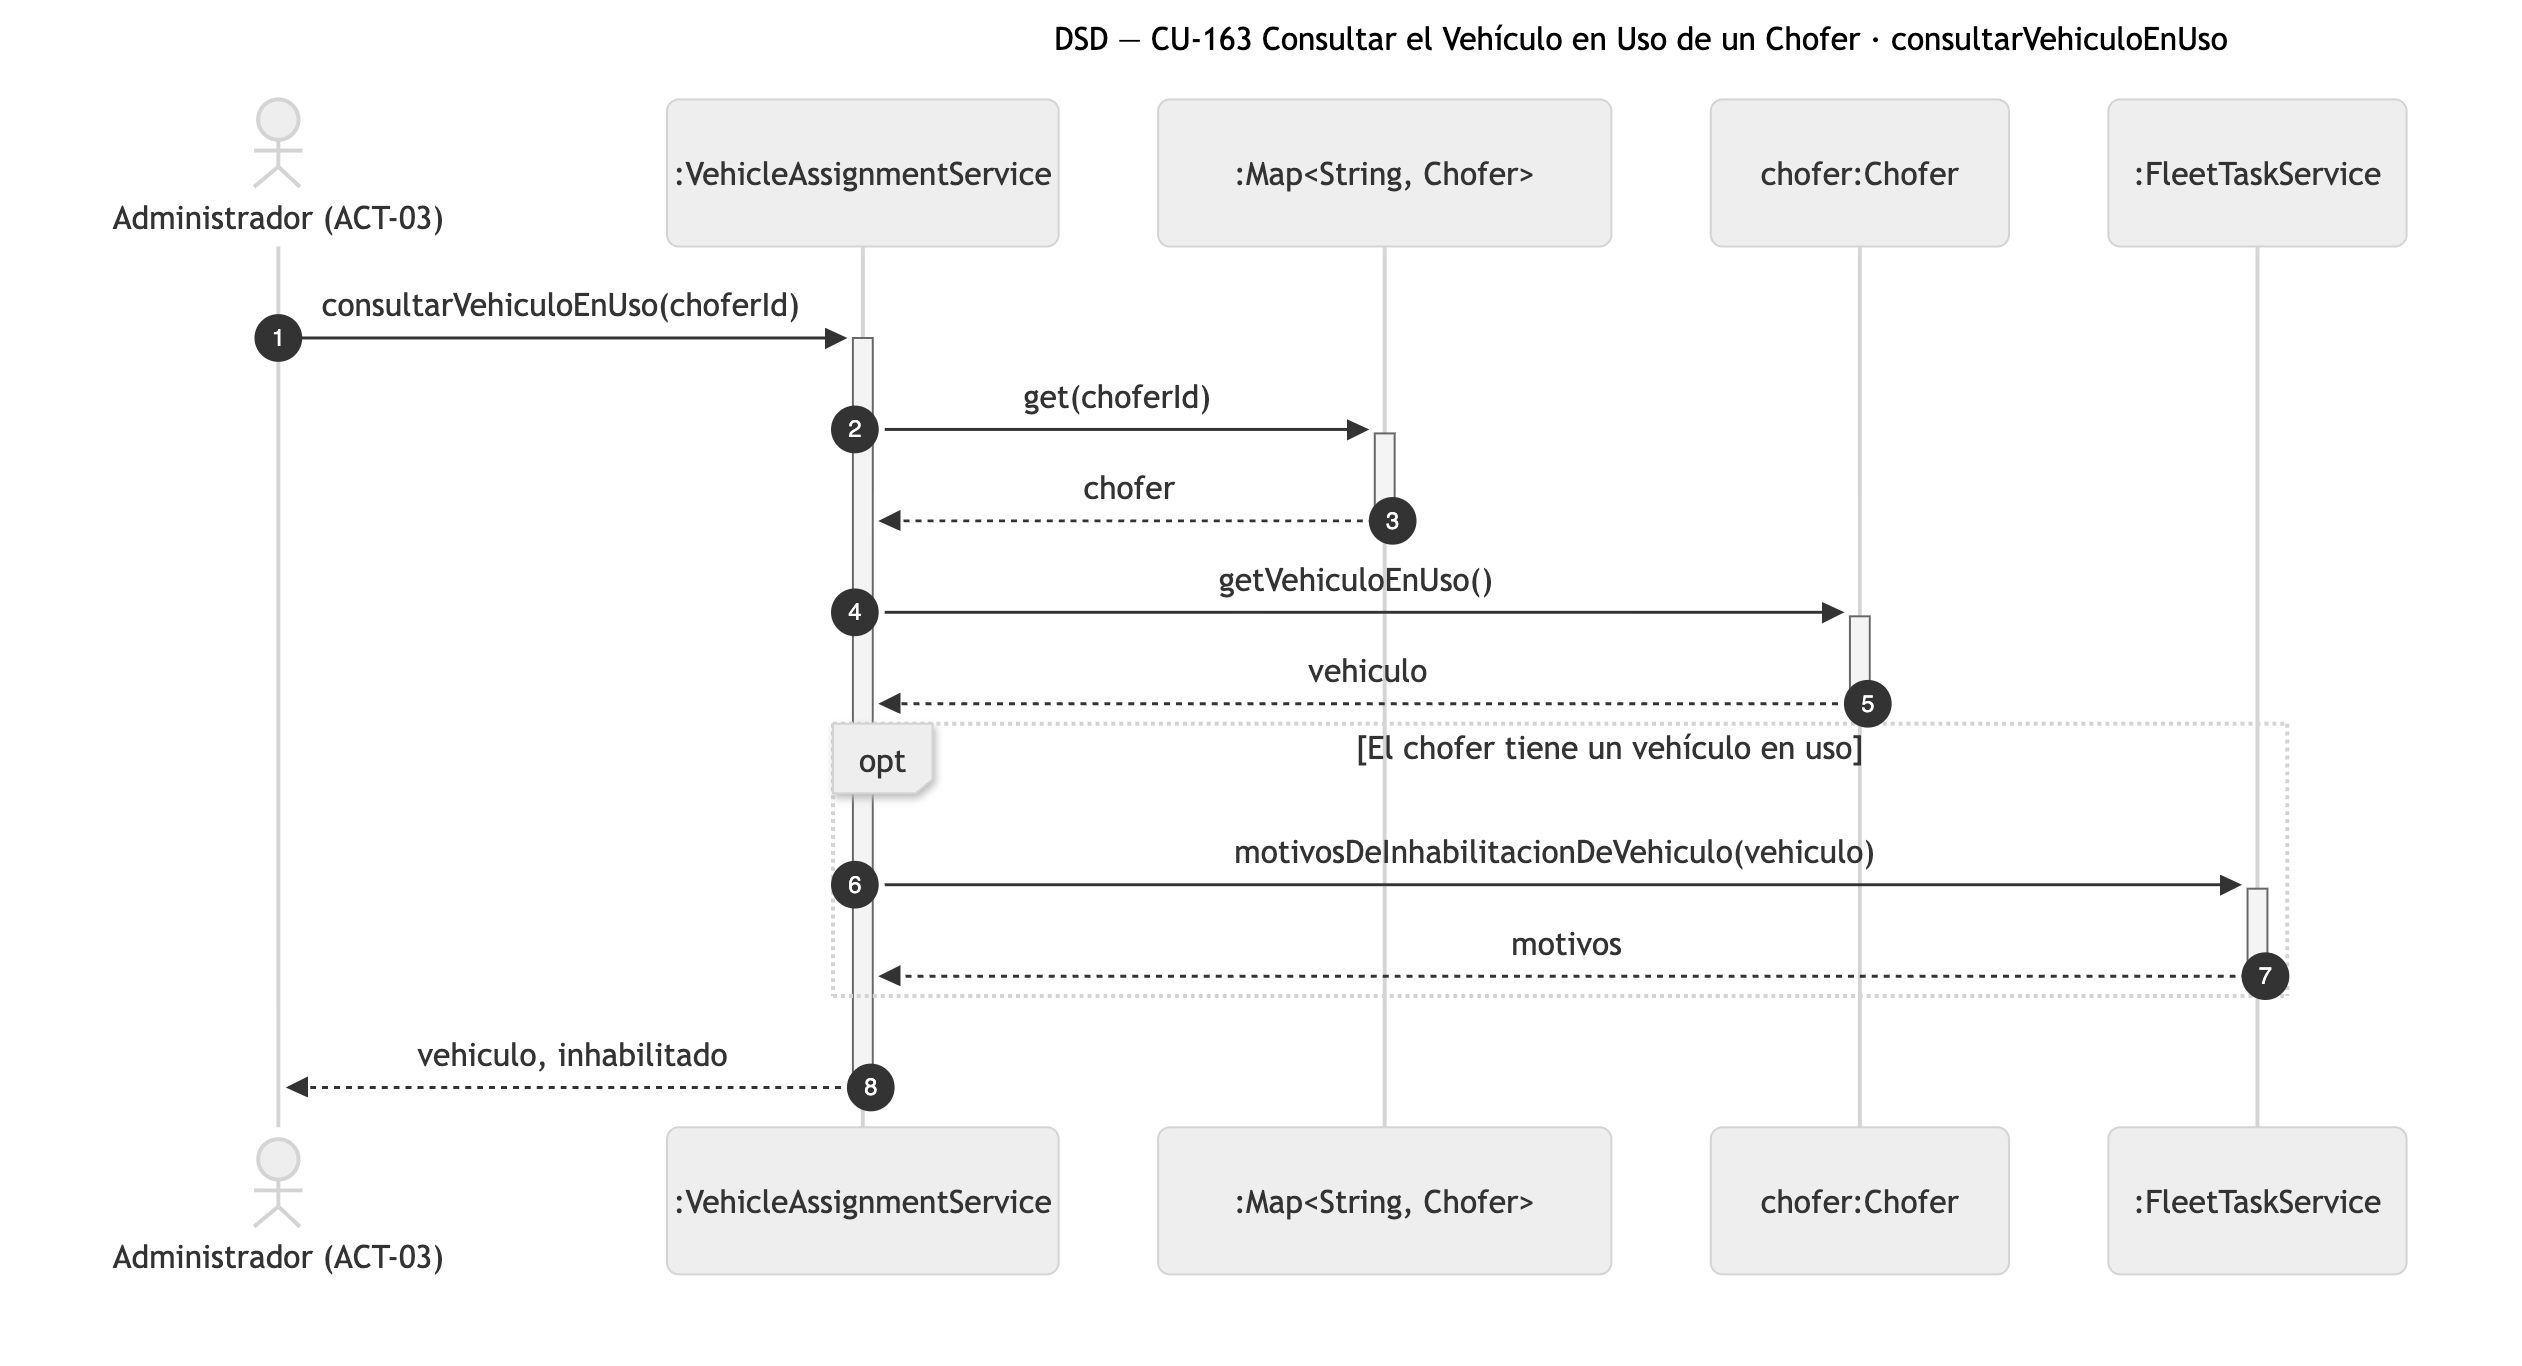 DSD — CU-163 Consultar el Vehículo en Uso de un Chofer · consultarVehiculoEnUso
Administrador (ACT-03)
:VehicleAssignmentService
:Map<String, Chofer>
chofer:Chofer
:FleetTaskService
consultarVehiculoEnUso(choferId)
1
get(choferId)
2
chofer
3
getVehiculoEnUso()
4
vehiculo
5
opt
[El chofer tiene un vehículo en uso]
motivosDeInhabilitacionDeVehiculo(vehiculo)
6
motivos
7
vehiculo, inhabilitado
8
Administrador (ACT-03)
:VehicleAssignmentService
:Map<String, Chofer>
chofer:Chofer
:FleetTaskService